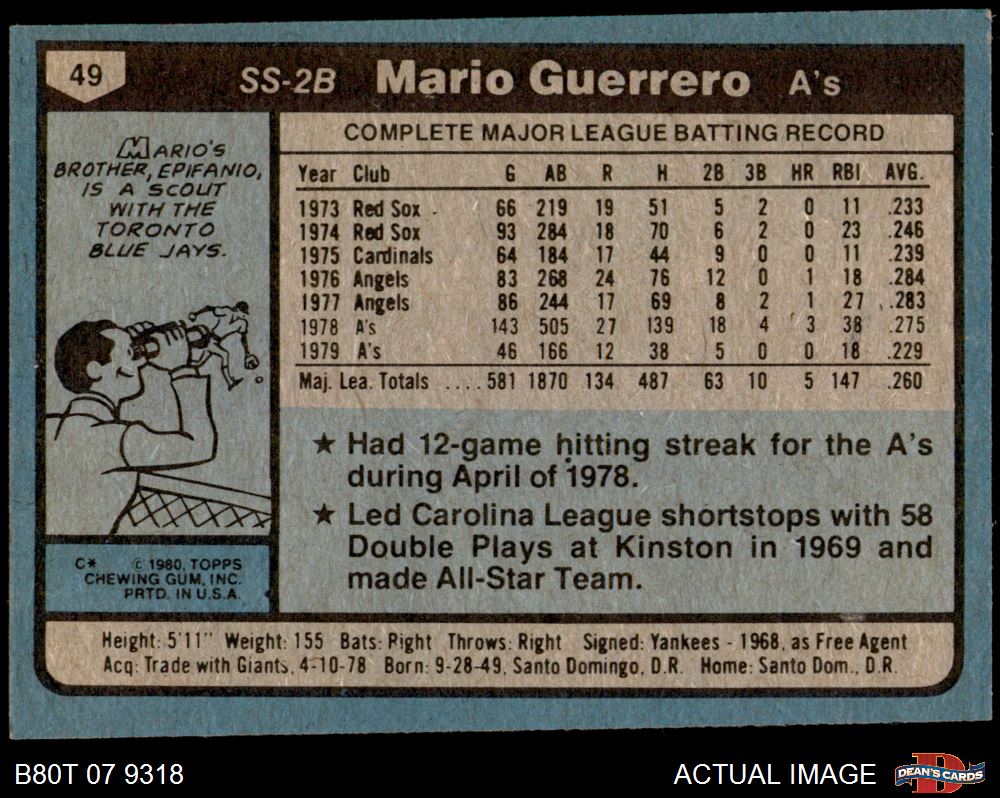 49
SS-2B Mario Guerrero A's
MARIO'S
BROTHER, EPIFANIO,
IS A SCOUT
WITH THE
TORONTO
BLUE JAYS.
C* © 1980, TOPPS
CHEWING GUM, INC.
PRTD. IN U.S.A.
COMPLETE MAJOR LEAGUE BATTING RECORD
Year Club G AB R H 2B 3B HR RBI AVG.
1973 Red Sox 66 219 19 51 5 2 0 11 .233
1974 Red Sox 93 284 18 70 6 2 0 23 .246
1975 Cardinals 64 184 17 44 9 0 0 11 .239
1976 Angels 83 268 24 76 12 0 1 18 .284
1977 Angels 86 244 17 69 8 2 1 27 .283
1978 A's 143 505 27 139 18 4 3 38 .275
1979 A's 46 166 12 38 5 0 0 18 .229
Maj. Lea. Totals .... 581 1870 134 487 63 10 5 147 .260
★ Had 12-game hitting streak for the A's
during April of 1978.
★ Led Carolina League shortstops with 58
Double Plays at Kinston in 1969 and
made All-Star Team.
Height: 5'11" Weight: 155 Bats: Right Throws: Right Signed: Yankees - 1968, as Free Agent
Acq: Trade with Giants, 4-10-78 Born: 9-28-49, Santo Domingo, D.R. Home: Santo Dom., D.R.
B80T 07 9318
ACTUAL IMAGE
DEAN'S CARDS